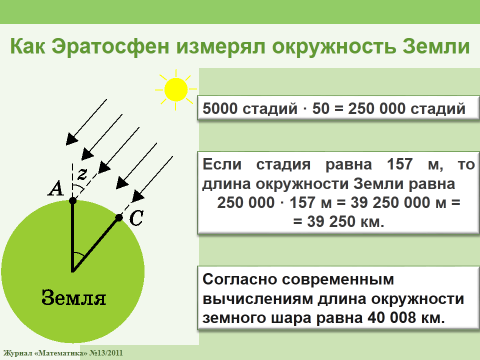 Как Эратосфен измерял окружность Земли
5000 стадий · 50 = 250 000 стадий
z
A
C
Земля
Если стадия равна 157 м, то
длина окружности Земли равна
250 000 · 157 м = 39 250 000 м =
= 39 250 км.
Согласно современным
вычислениям длина окружности
земного шара равна 40 008 км.
Журнал «Математика» №13/2011